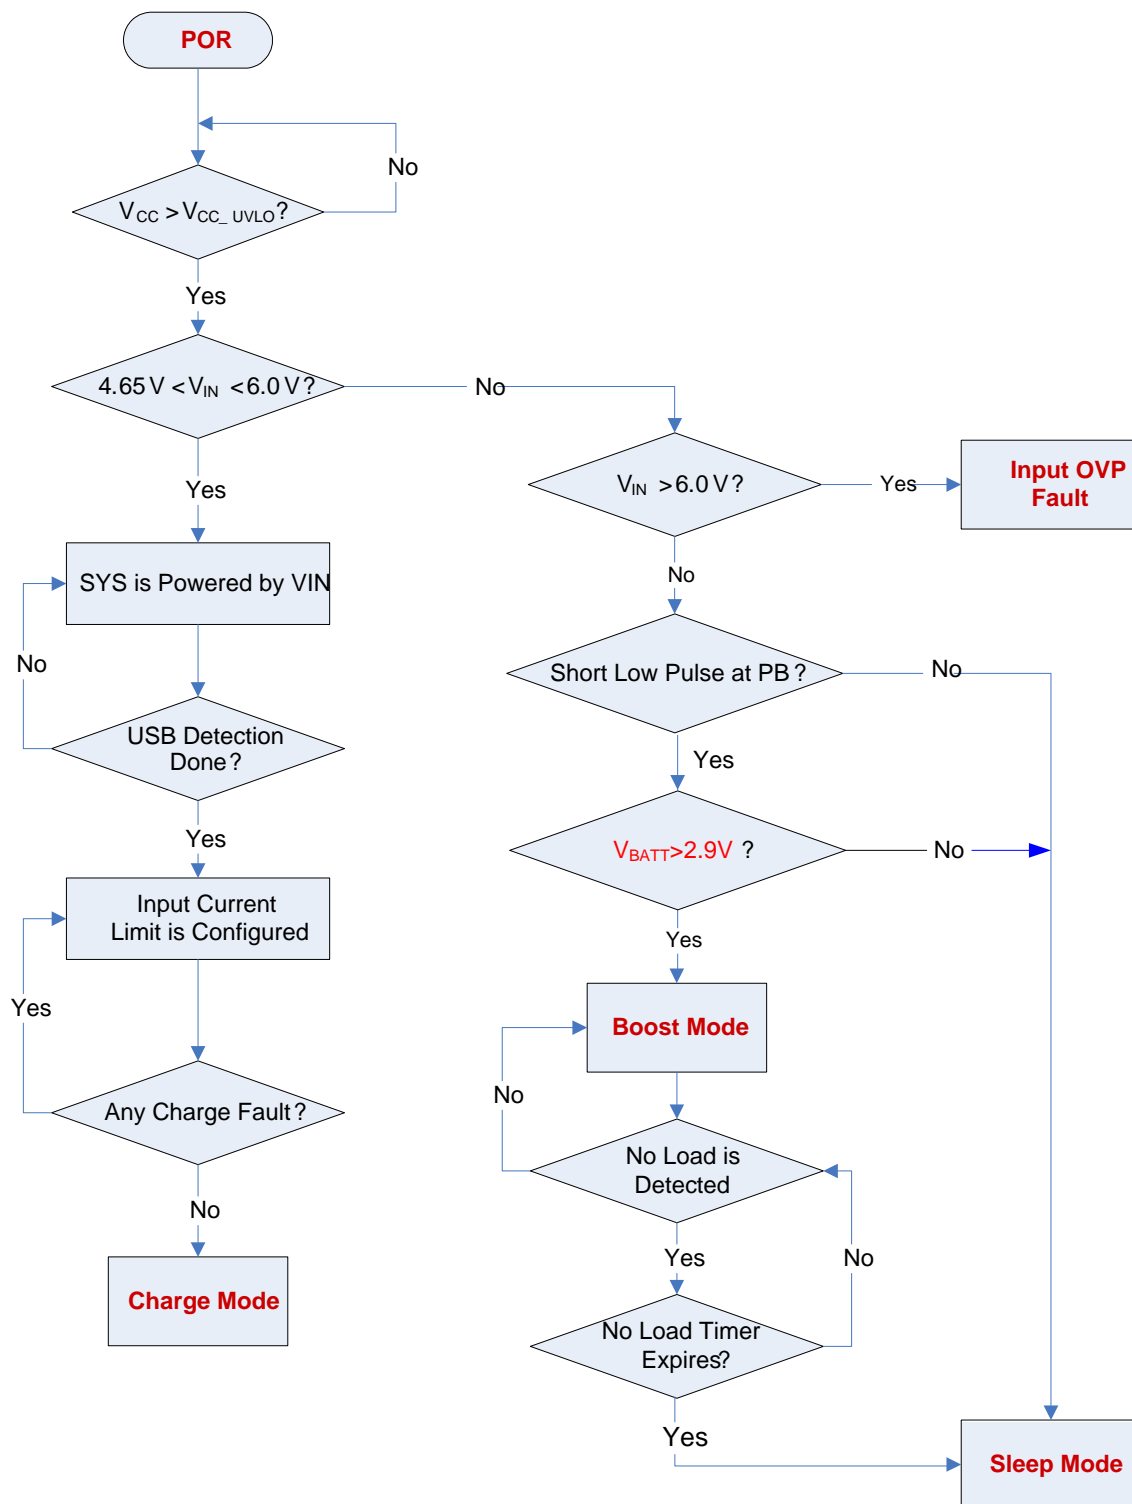 POR
No
VCC > VCC_ UVLO?
Yes
4.65 V < VIN < 6.0 V?
No
VIN > 6.0 V?
Yes
Input OVP
Fault
Yes
SYS is Powered by VIN
No
No
Short Low Pulse at PB?
No
USB Detection
Done?
Yes
VBATT>2.9V ?
No
Yes
Input Current
Limit is Configured
Yes
Yes
Boost Mode
No
Any Charge Fault?
No Load is
Detected
No
Yes
No
Charge Mode
No Load Timer
Expires?
Yes
Sleep Mode